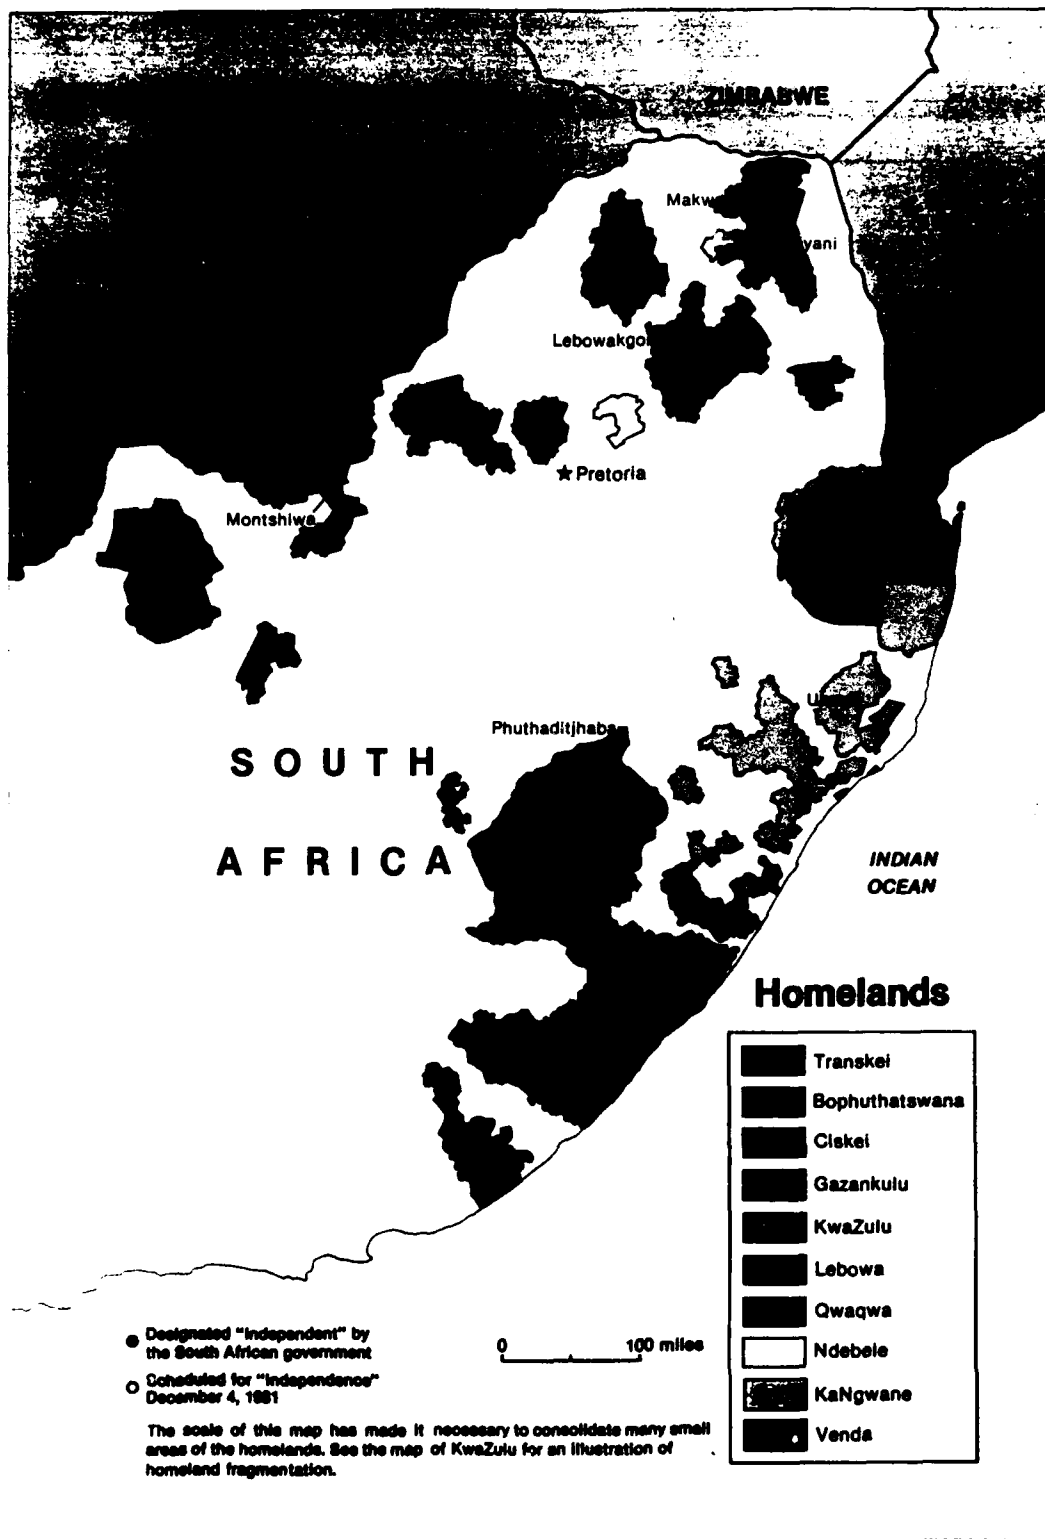 ZIMBABWE
Makw
yani
Lebowakgo
Pretoria
Montshiwa
U
Phuthaditjhaba
SOUTH
AFRICA
INDIAN
OCEAN
Homelands
Transkei
Bophuthatswana
Ciskei
Gazankulu
KwaZulu
Lebowa
Qwaqwa
Ndebele
KaNgwane
Venda
Designated "Independent" by
the South African government
Scheduled for "Independence"
December 4, 1981
0 100 miles
The scale of this map has made it necessary to consolidate many small
areas of the homelands. See the map of KwaZulu for an illustration of
homeland fragmentation.